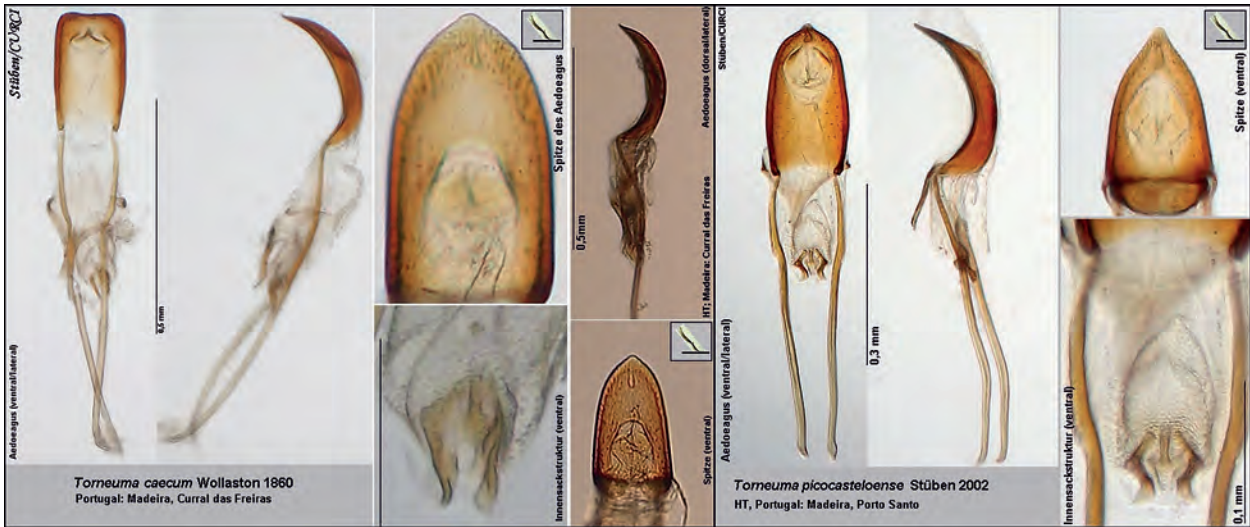 Stüben/CURCI
Aedoeagus (ventral/lateral)
0,5 mm
Torneuma caecum Wollaston 1860
Portugal: Madeira, Curral das Freiras
Spitze des Aedoeagus
Innensackstruktur (ventral)
0,5mm
Aedoeagus (dorsal/lateral)
HT; Madeira: Curral das Freiras
Spitze (ventral)
Stüben/CURCI
Aedoeagus (ventral/lateral)
0,3 mm
Torneuma picocasteloense Stüben 2002
HT, Portugal: Madeira, Porto Santo
Spitze (ventral)
Innensackstruktur (ventral)
0,1 mm